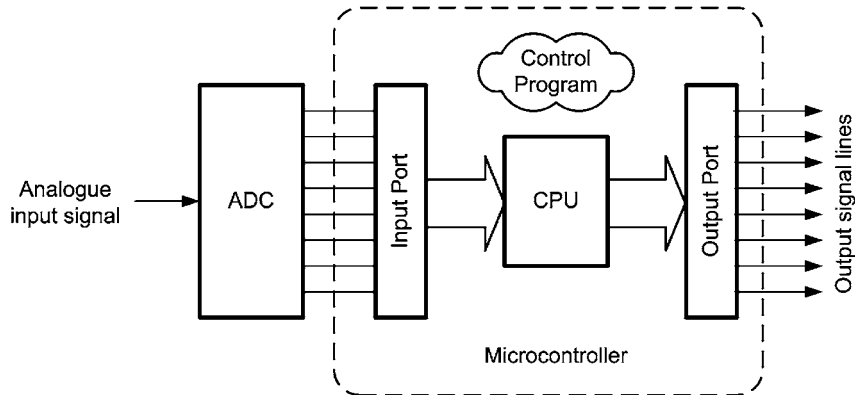 Control
Program
Analogue
input signal
ADC
Input Port
CPU
Output Port
Output signal lines
Microcontroller